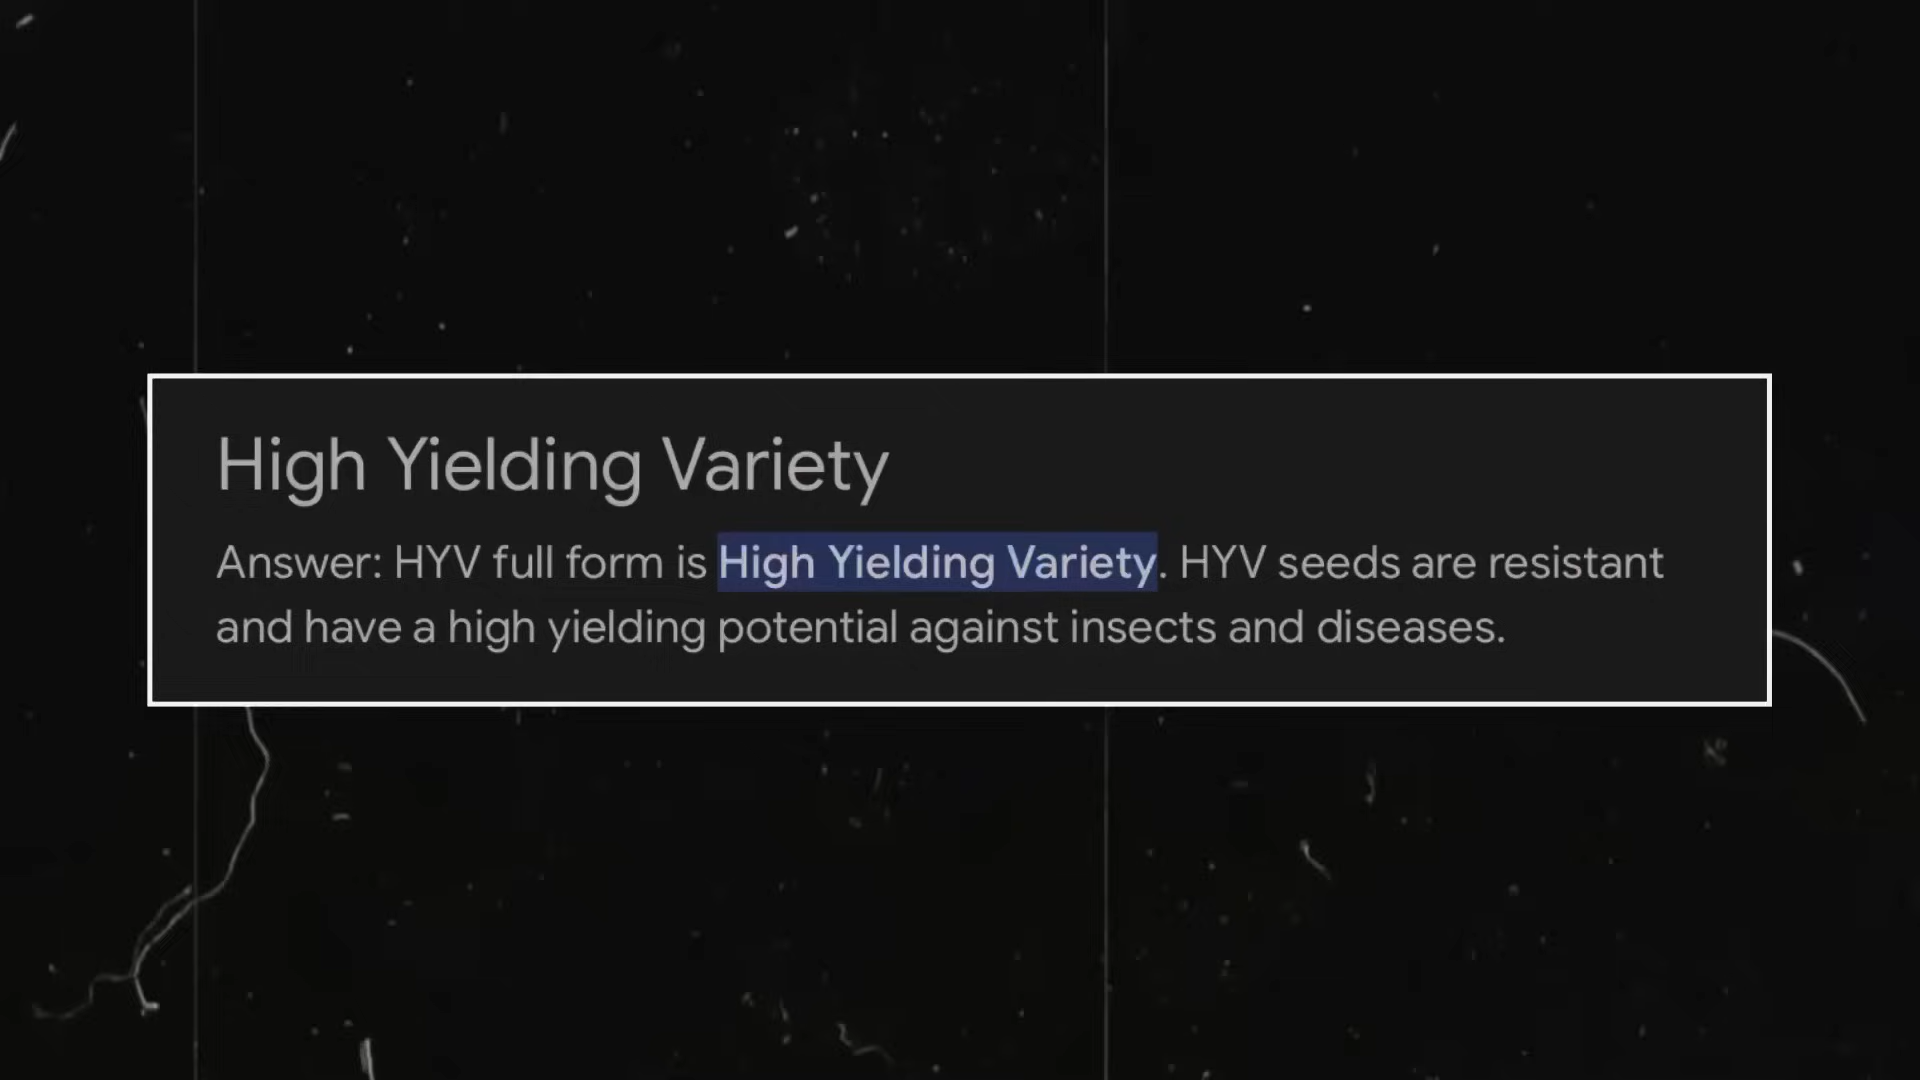 High Yielding Variety
Answer: HYV full form is High Yielding Variety. HYV seeds are resistant
and have a high yielding potential against insects and diseases.